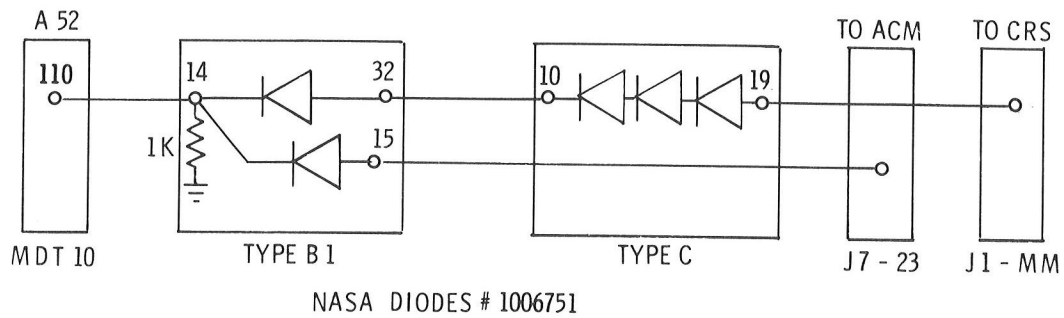 A 52
TO ACM
TO CRS
110
14
32
10
19
15
1K
MDT 10
TYPE B 1
TYPE C
J7 - 23
J1 - MM
NASA DIODES # 1006751